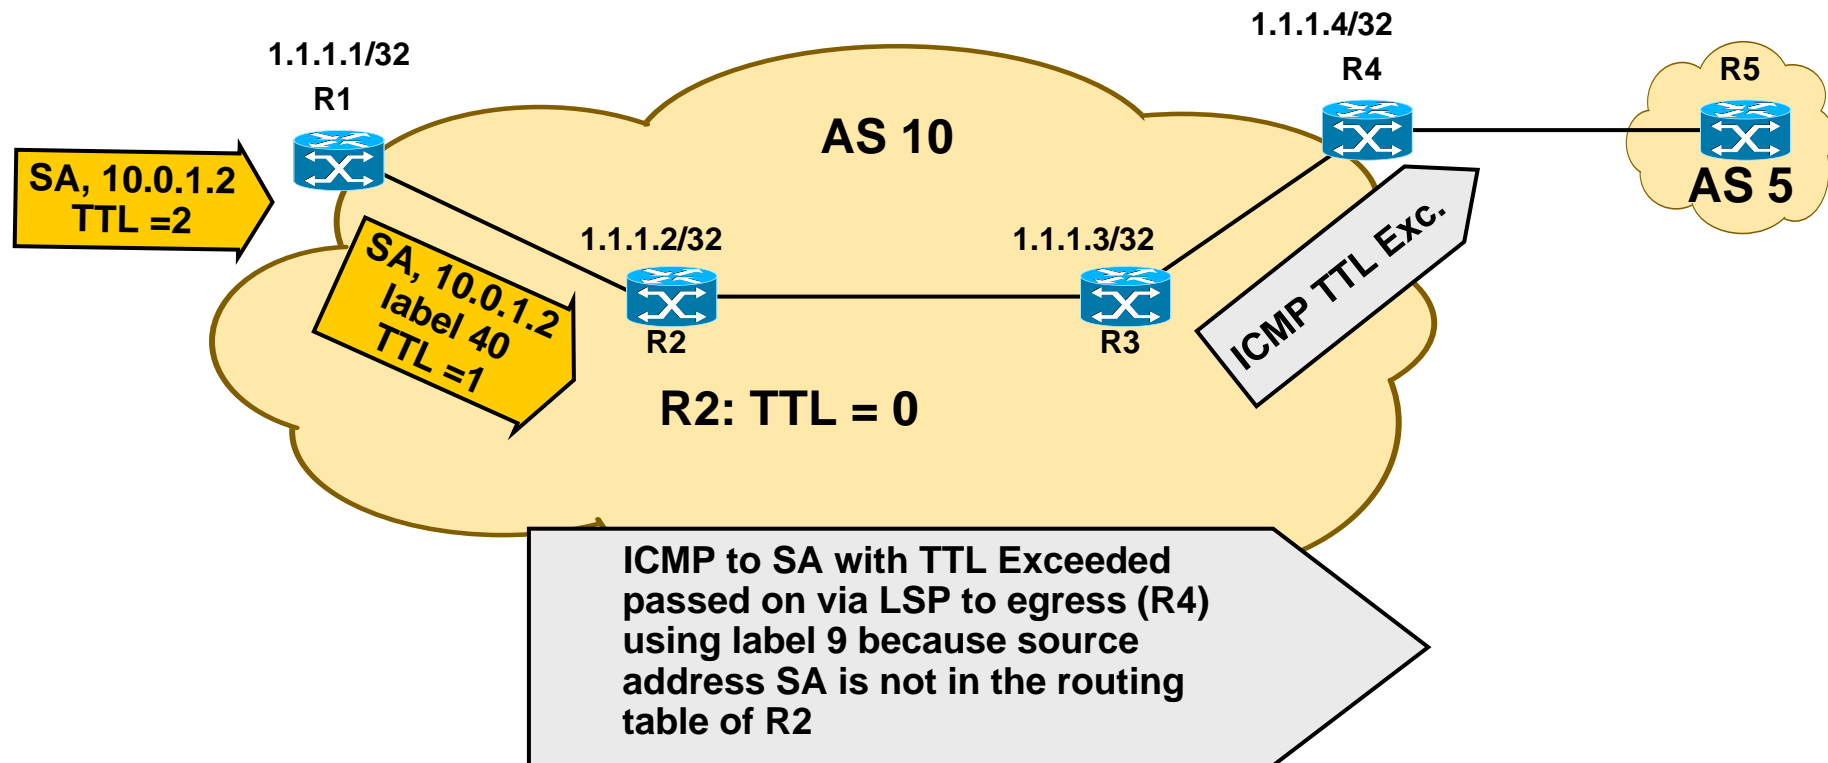 1.1.1.1/32
R1
1.1.1.4/32
R4
R5
AS 10
AS 5
SA, 10.0.1.2
TTL =2
SA, 10.0.1.2
label 40
TTL =1
1.1.1.2/32
R2
1.1.1.3/32
R3
ICMP TTL Exc.
R2: TTL = 0
ICMP to SA with TTL Exceeded
passed on via LSP to egress (R4)
using label 9 because source
address SA is not in the routing
table of R2